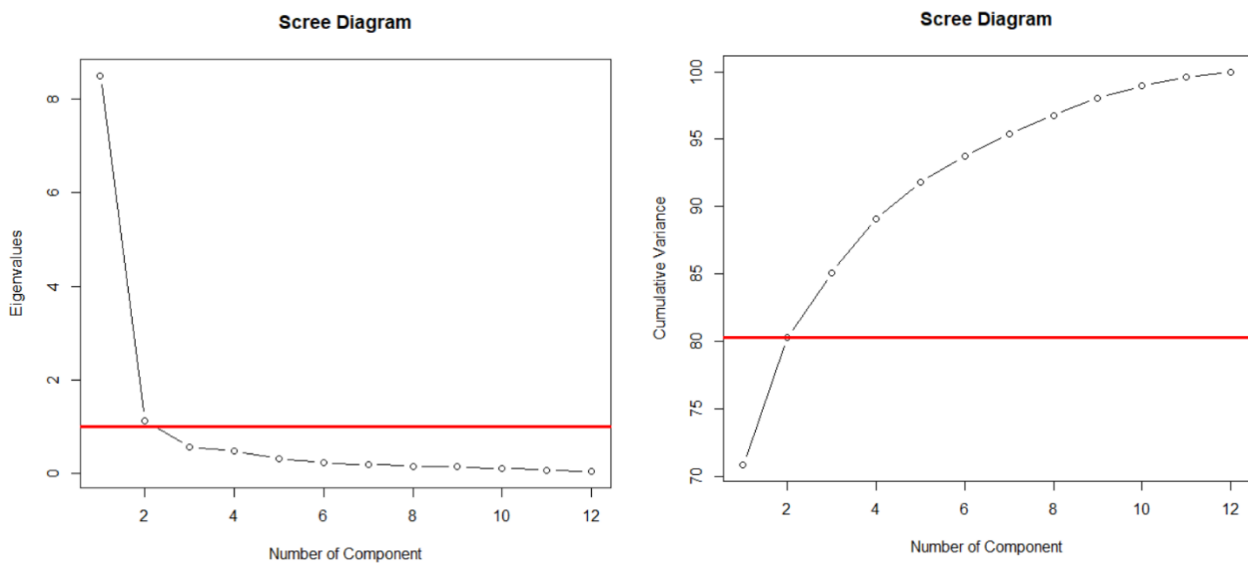 Scree Diagram
Eigenvalues
8
6
4
2
0
2 4 6 8 10 12
Number of Component
Scree Diagram
Cumulative Variance
100
95
90
85
80
75
70
2 4 6 8 10 12
Number of Component